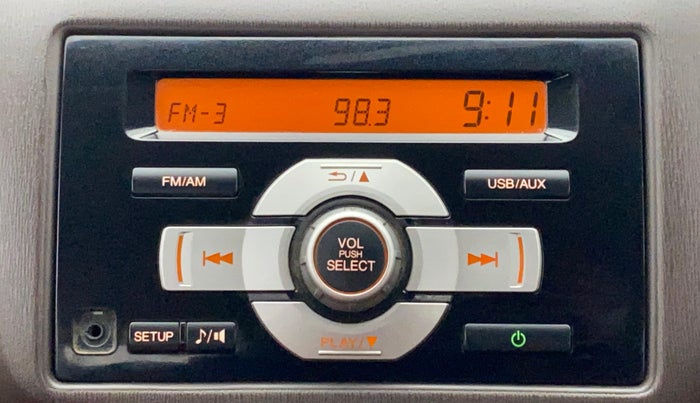 FM-3 98.3 9:11
FM/AM
USB/AUX
VOL
PUSH
SELECT
SETUP
PLAY/